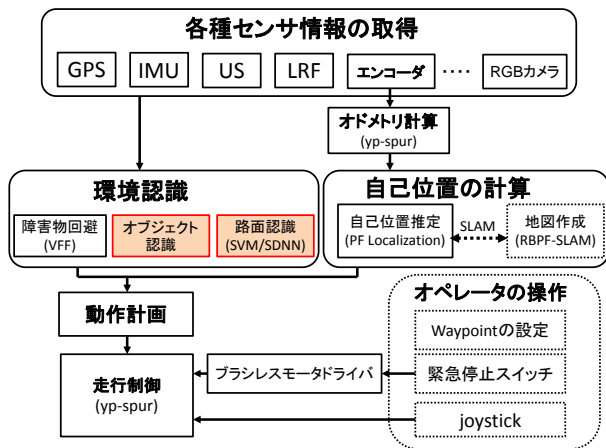 各種センサ情報の取得
GPS
IMU
US
LRF
エンコーダ
‥‥
RGBカメラ
オドメトリ計算
(yp-spur)
環境認識
障害物回避
(VFF)
オブジェクト
認識
路面認識
(SVM/SDNN)
自己位置の計算
自己位置推定
(PF Localization)
SLAM
地図作成
(RBPF-SLAM)
動作計画
走行制御
(yp-spur)
ブラシレスモータドライバ
オペレータの操作
Waypointの設定
緊急停止スイッチ
joystick